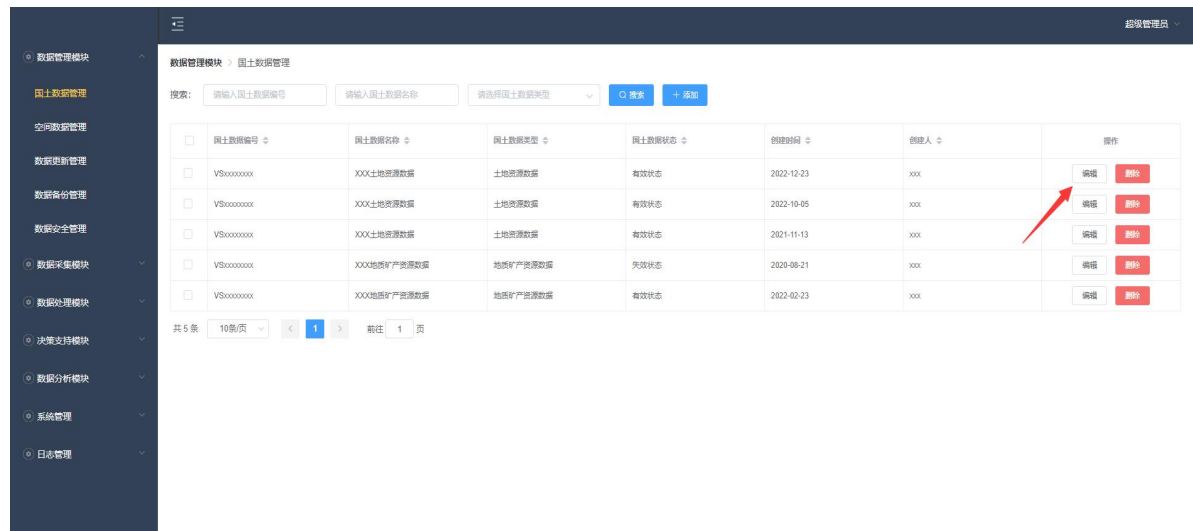 超级管理员
数据管理模块
国土数据管理
空间数据管理
数据更新管理
数据备份管理
数据安全管理
数据采集模块
数据处理模块
决策支持模块
数据分析模块
系统管理
日志管理
数据管理模块 > 国土数据管理
搜索: 请输入国土数据编号 请输入国土数据名称 请选择国土数据类型 搜索 + 添加
国土数据编号 国土数据名称 国土数据类型 国土数据状态 创建时间 创建人 操作
VSxxxxxxxx XXX土地资源数据 土地资源数据 有效状态 2022-12-23 xxx 编辑 删除
VSxxxxxxxx XXX土地资源数据 土地资源数据 有效状态 2022-10-05 xxx 编辑 删除
VSxxxxxxxx XXX土地资源数据 土地资源数据 有效状态 2021-11-13 xxx 编辑 删除
VSxxxxxxxx XXX地质矿产资源数据 地质矿产资源数据 失效状态 2020-08-21 xxx 编辑 删除
VSxxxxxxxx XXX地质矿产资源数据 地质矿产资源数据 有效状态 2022-02-23 xxx 编辑 删除
共 5 条 10条/页 < 1 > 前往 1 页